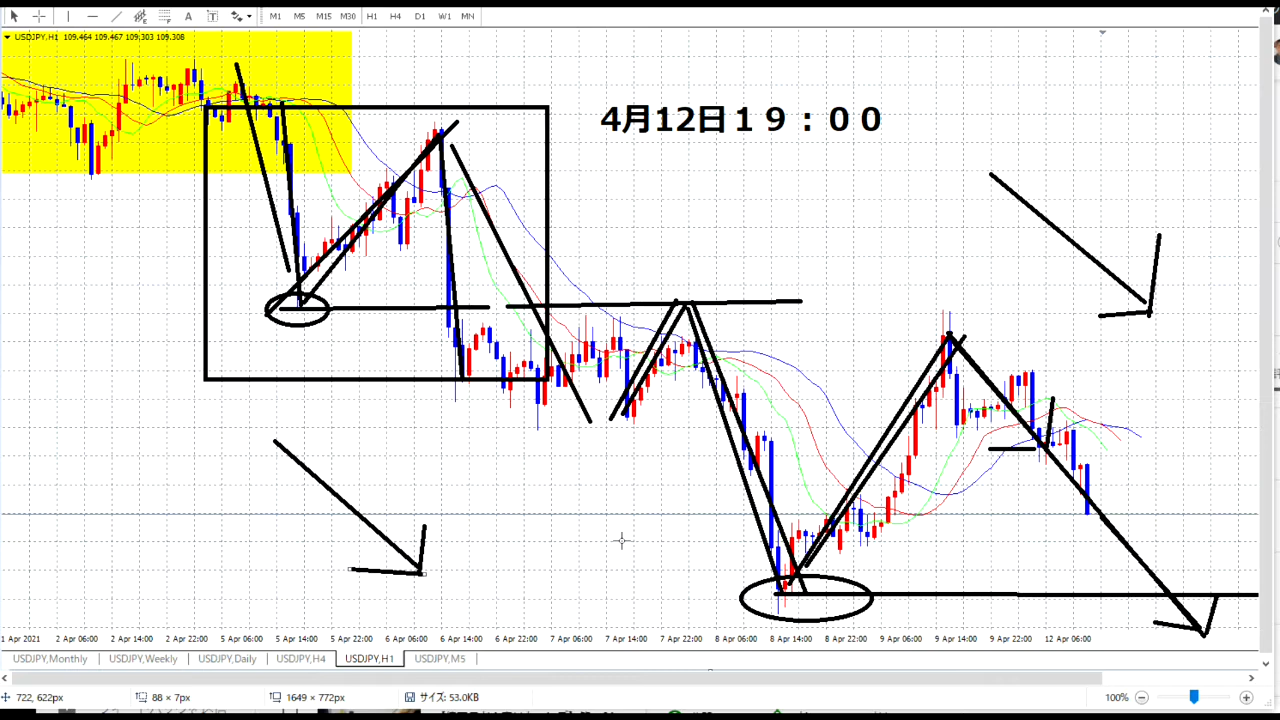 A T M1 M5 M15 M30 H1 H4 D1 W1 MN
USDJPY,H1 109.464 109.467 109.303 109.308
4月12日１９：００
1 Apr 2021 2 Apr 06:00 2 Apr 14:00 2 Apr 22:00 5 Apr 06:00 5 Apr 14:00 5 Apr 22:00 6 Apr 06:00 6 Apr 14:00 6 Apr 22:00 7 Apr 06:00 7 Apr 14:00 7 Apr 22:00 8 Apr 06:00 8 Apr 14:00 8 Apr 22:00 9 Apr 06:00 9 Apr 14:00 9 Apr 22:00 12 Apr 06:00
USDJPY,Monthly USDJPY,Weekly USDJPY,Daily USDJPY,H4 USDJPY,H1 USDJPY,M5
722, 622px 88 × 7px 1649 × 772px サイズ: 53.0KB 100%